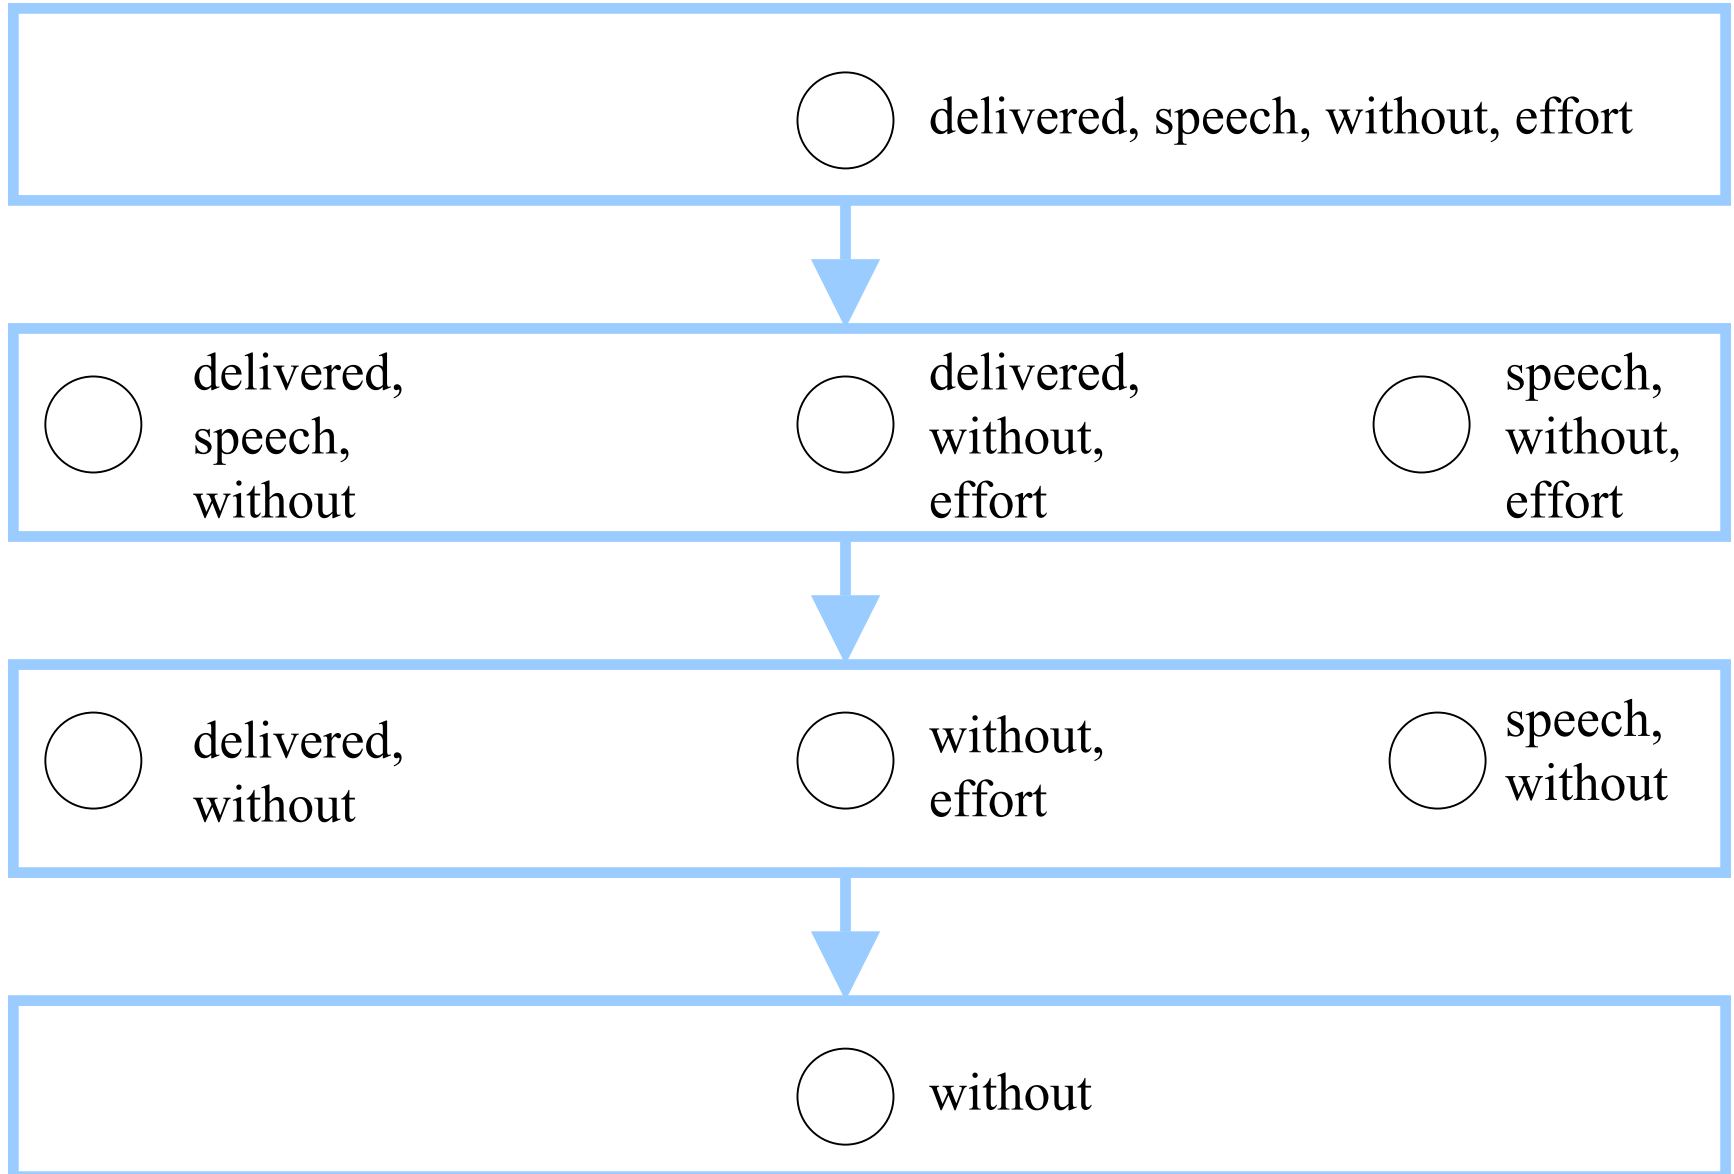 delivered, speech, without, effort
delivered,
speech,
without
delivered,
without,
effort
speech,
without,
effort
delivered,
without
without,
effort
speech,
without
without